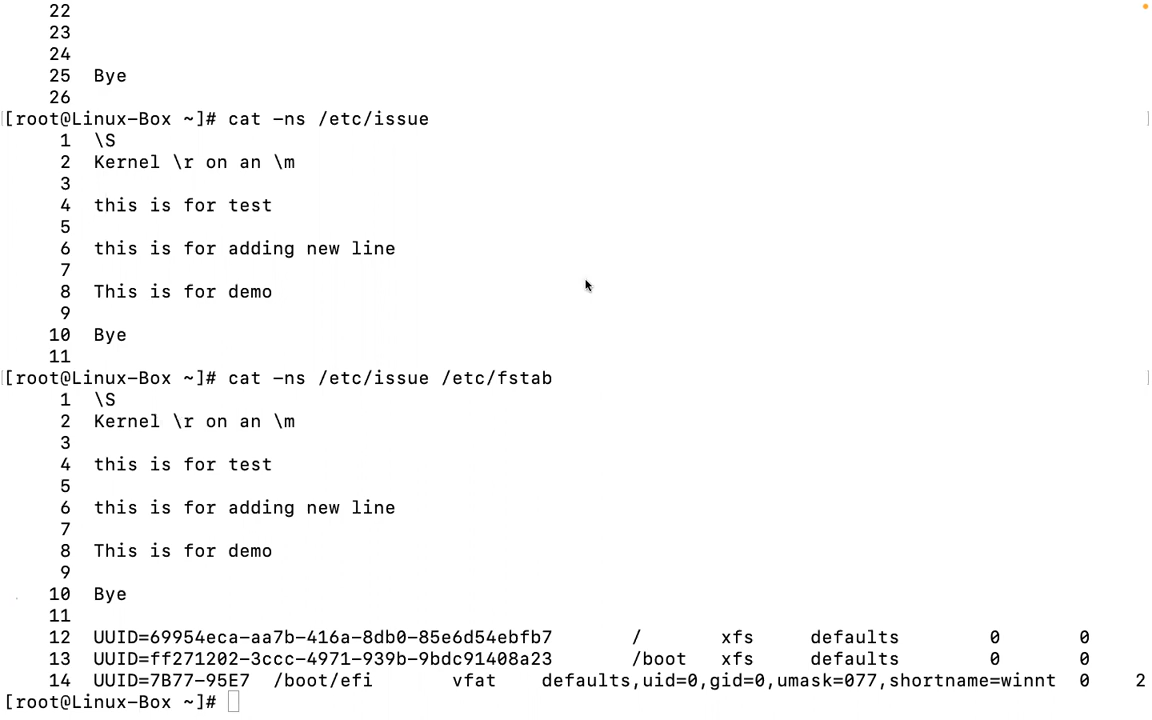 22
23
24
25  Bye
26
[root@Linux-Box ~]# cat -ns /etc/issue
1  \S
2  Kernel \r on an \m
3
4  this is for test
5
6  this is for adding new line
7
8  This is for demo
9
10  Bye
11
[root@Linux-Box ~]# cat -ns /etc/issue /etc/fstab
1  \S
2  Kernel \r on an \m
3
4  this is for test
5
6  this is for adding new line
7
8  This is for demo
9
10  Bye
11
12  UUID=69954eca-aa7b-416a-8db0-85e6d54ebfb7  /  xfs  defaults  0  0
13  UUID=ff271202-3ccc-4971-939b-9bdc91408a23  /boot  xfs  defaults  0  0
14  UUID=7B77-95E7  /boot/efi  vfat  defaults,uid=0,gid=0,umask=077,shortname=winnt  0  2
[root@Linux-Box ~]#